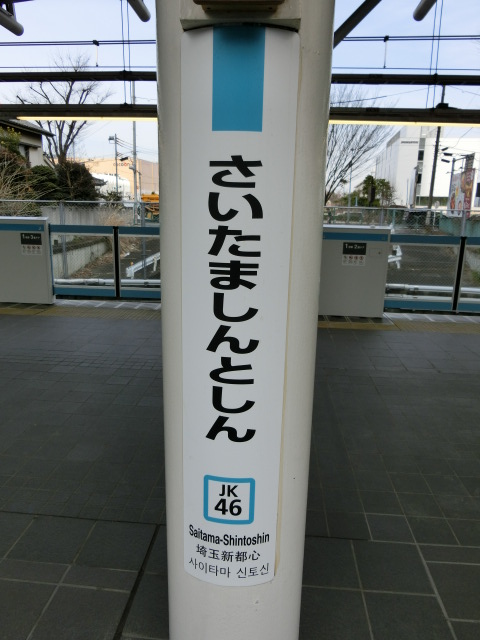 さいたましんとしん
JK
46
Saitama-Shintoshin
埼玉新都心
사이타마 신토신